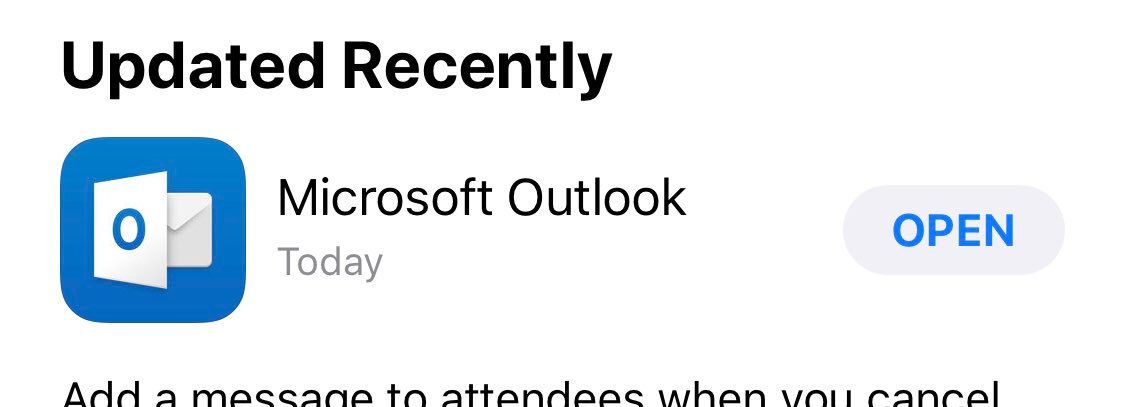 Updated Recently
Microsoft Outlook
Today
OPEN
Add a message to attendees when you cancel